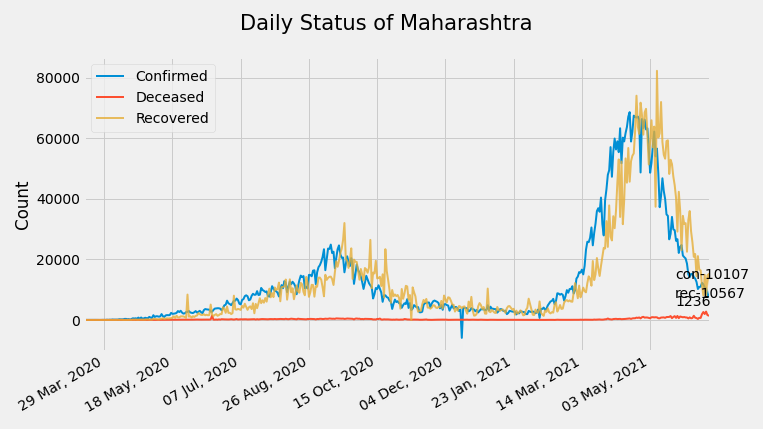 Daily Status of Maharashtra
Confirmed
Deceased
Recovered
Count
80000
60000
40000
20000
0
con-10107
rec-10567
1236
29 Mar, 2020
18 May, 2020
07 Jul, 2020
26 Aug, 2020
15 Oct, 2020
04 Dec, 2020
23 Jan, 2021
14 Mar, 2021
03 May, 2021